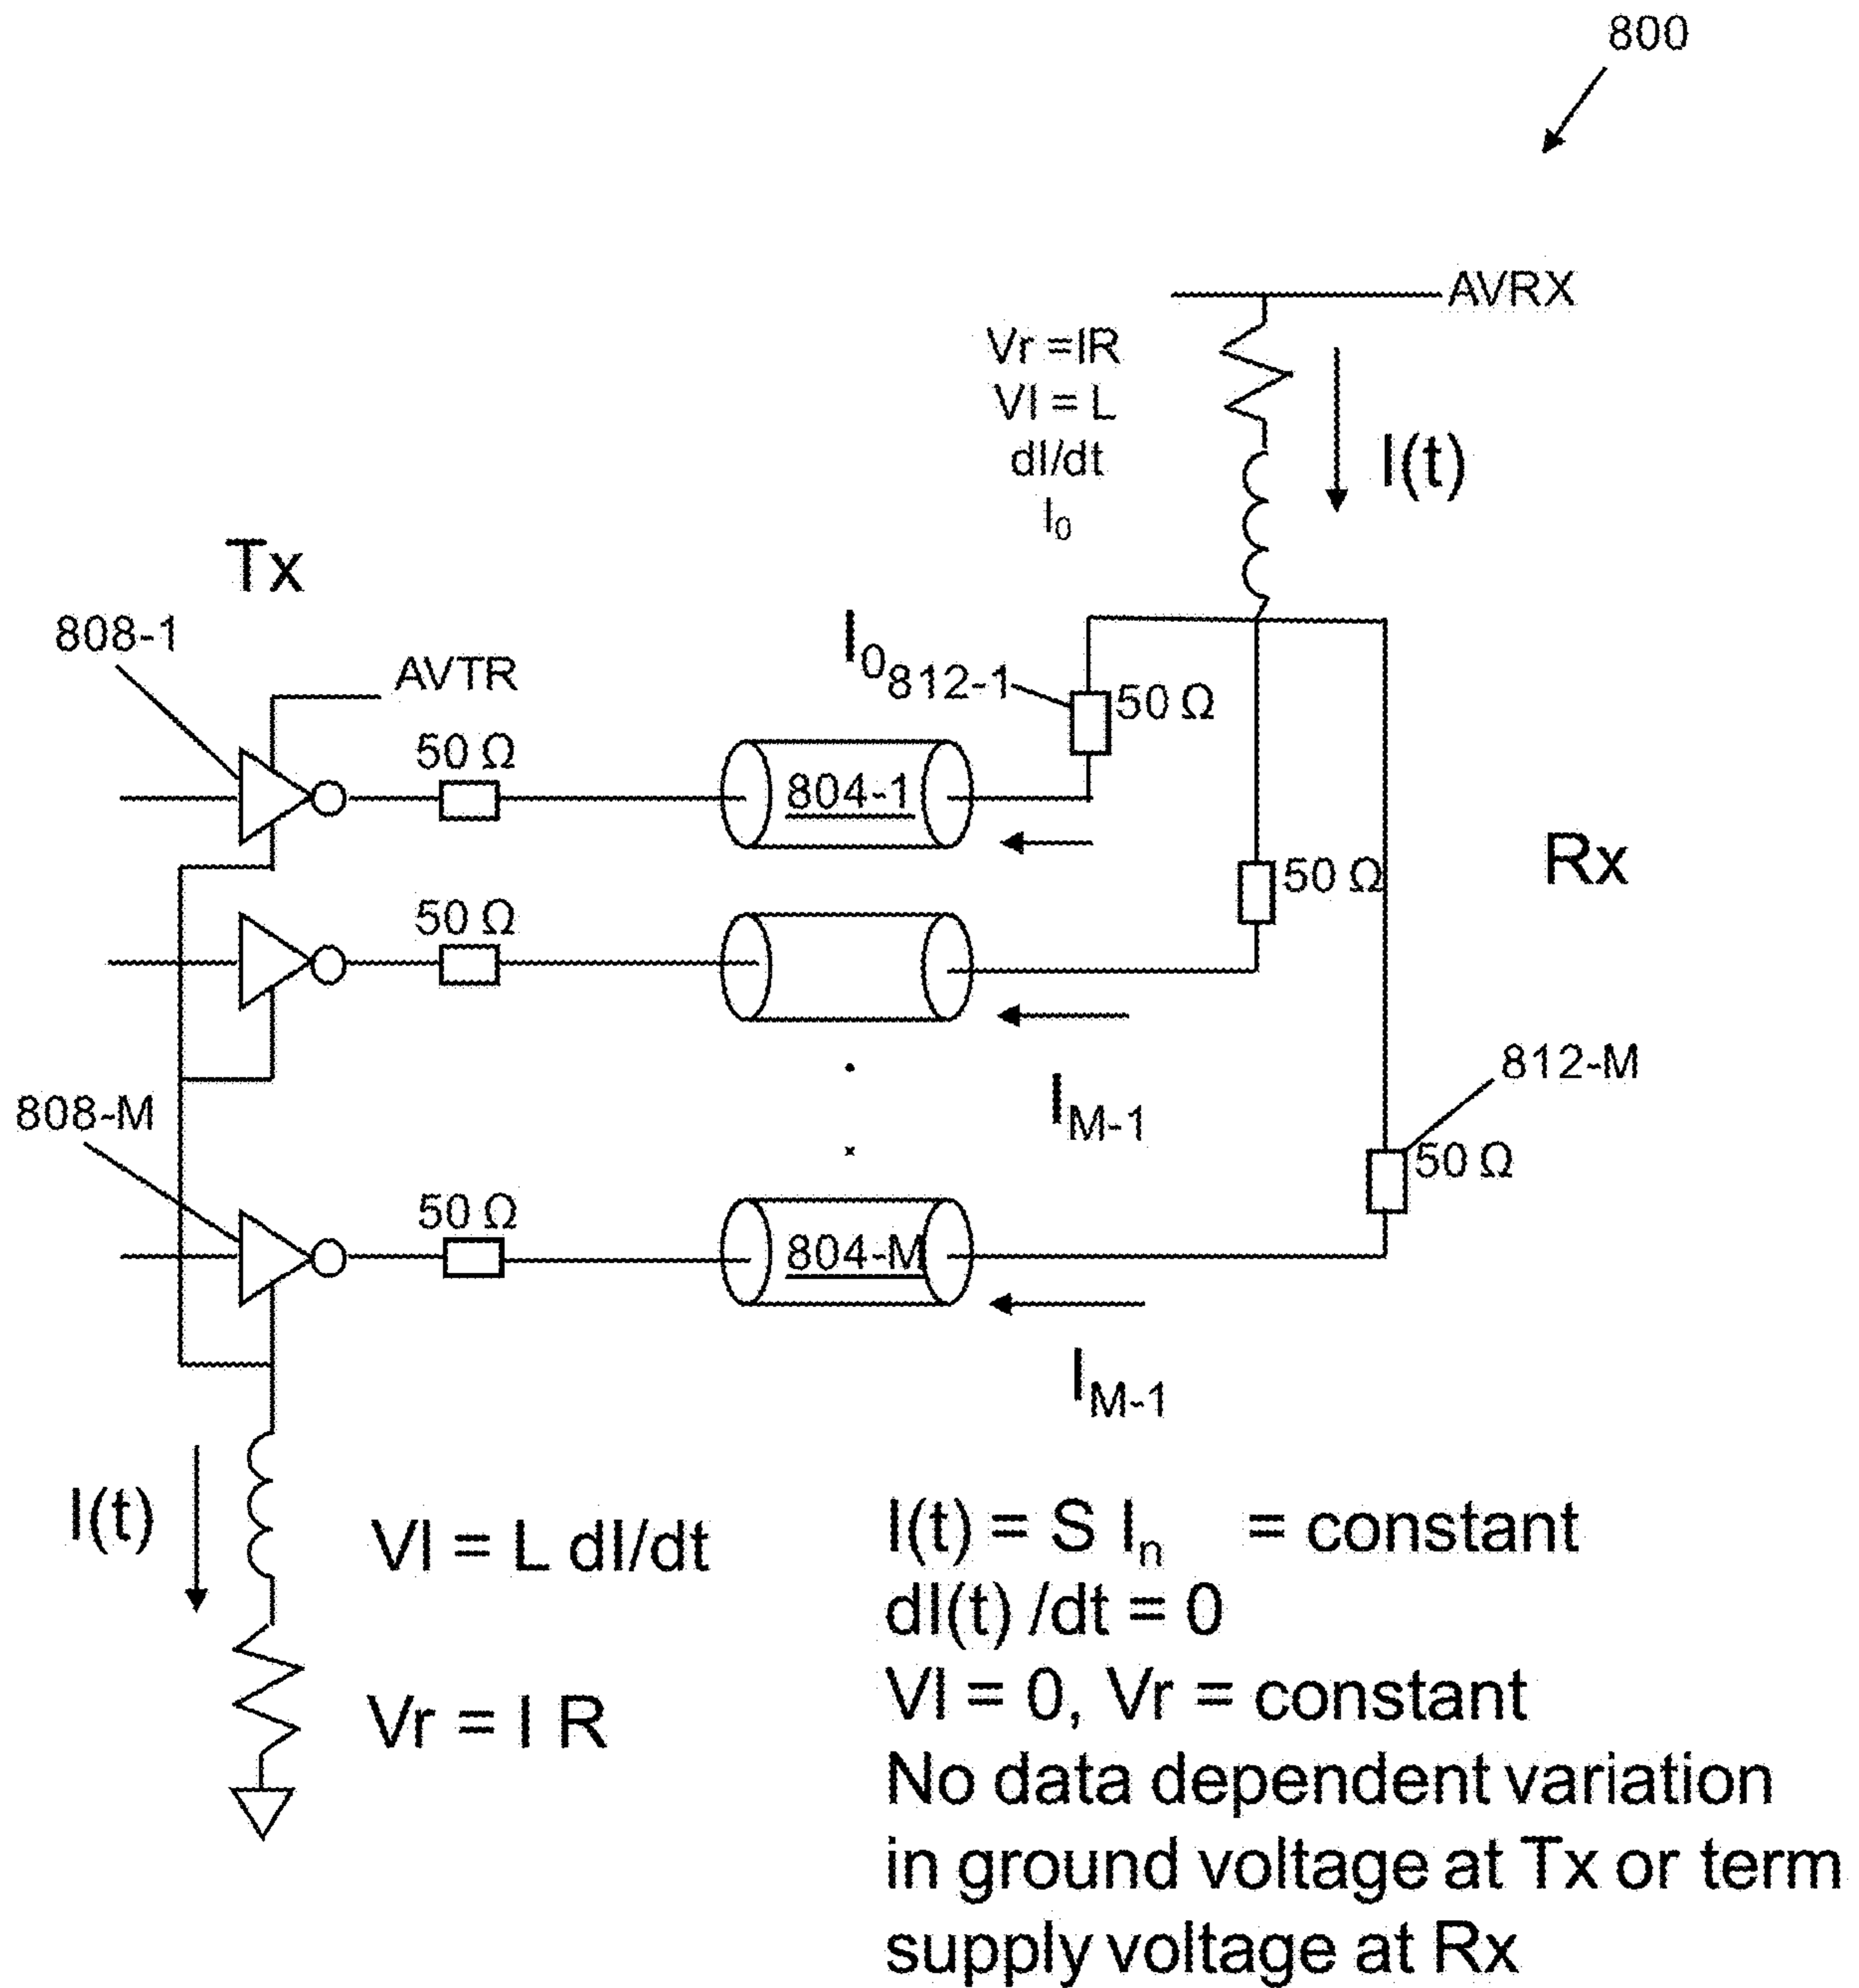 800
AVRX
Vr =IR
Vl = L
dI/dt
I0
I(t)
Tx
808-1
AVTR
I0
812-1
50 Ω
50 Ω
804-1
Rx
50 Ω
50 Ω
IM-1
812-M
808-M
50 Ω
50 Ω
804-M
IM-1
I(t)
Vl = L dI/dt
Vr = I R
I(t) = S In = constant
dI(t) /dt = 0
Vl = 0, Vr = constant
No data dependent variation
in ground voltage at Tx or term
supply voltage at Rx